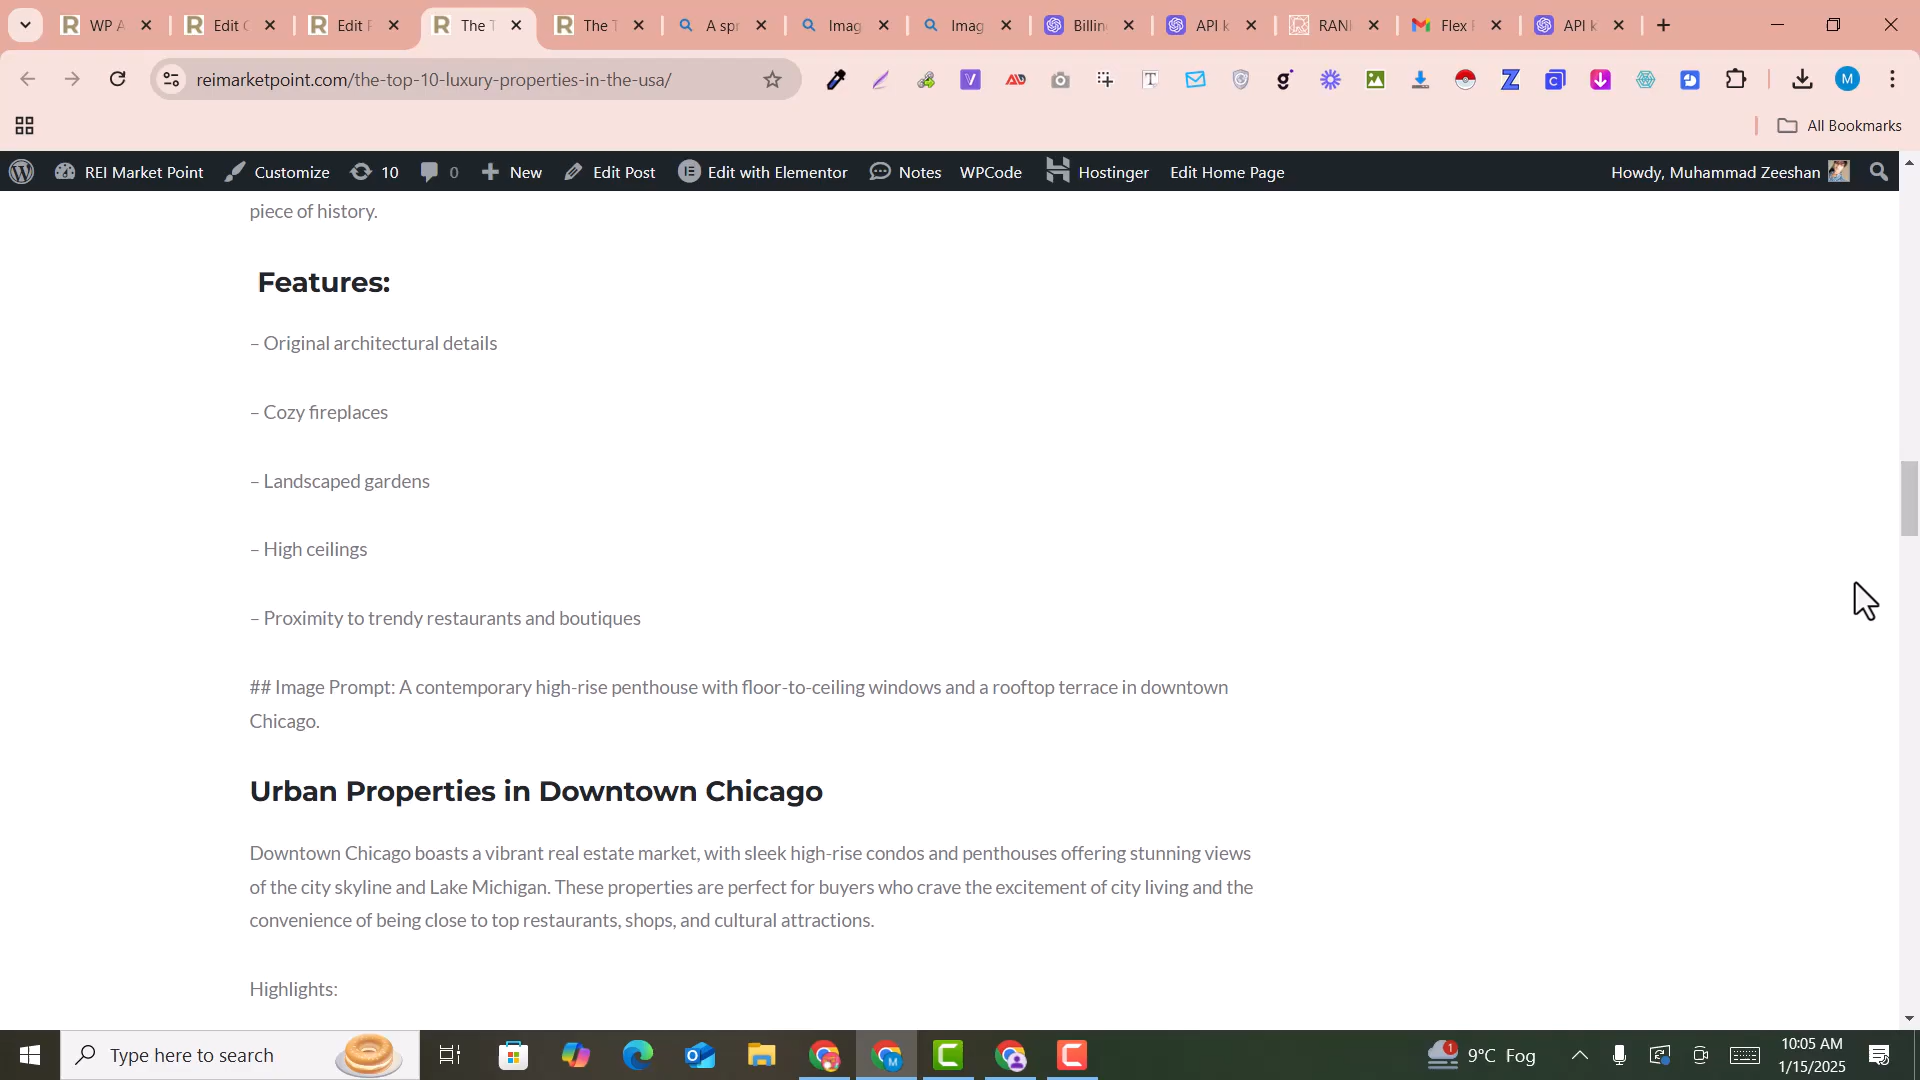 WP A
Edit C
Edit P
The T
The T
A spr
Imag
Imag
Billin
API k
RANK
Flex F
API k
reimarketpoint.com/the-top-10-luxury-properties-in-the-usa/
All Bookmarks
REI Market Point
Customize
10
0
New
Edit Post
Edit with Elementor
Notes
WPCode
Hostinger
Edit Home Page
Howdy, Muhammad Zeeshan
piece of history.
Features:
– Original architectural details
– Cozy fireplaces
– Landscaped gardens
– High ceilings
– Proximity to trendy restaurants and boutiques
## Image Prompt: A contemporary high-rise penthouse with floor-to-ceiling windows and a rooftop terrace in downtown
Chicago.
Urban Properties in Downtown Chicago
Downtown Chicago boasts a vibrant real estate market, with sleek high-rise condos and penthouses offering stunning views
of the city skyline and Lake Michigan. These properties are perfect for buyers who crave the excitement of city living and the
convenience of being close to top restaurants, shops, and cultural attractions.
Highlights:
Type here to search
1
9°C Fog
10:05 AM
1/15/2025